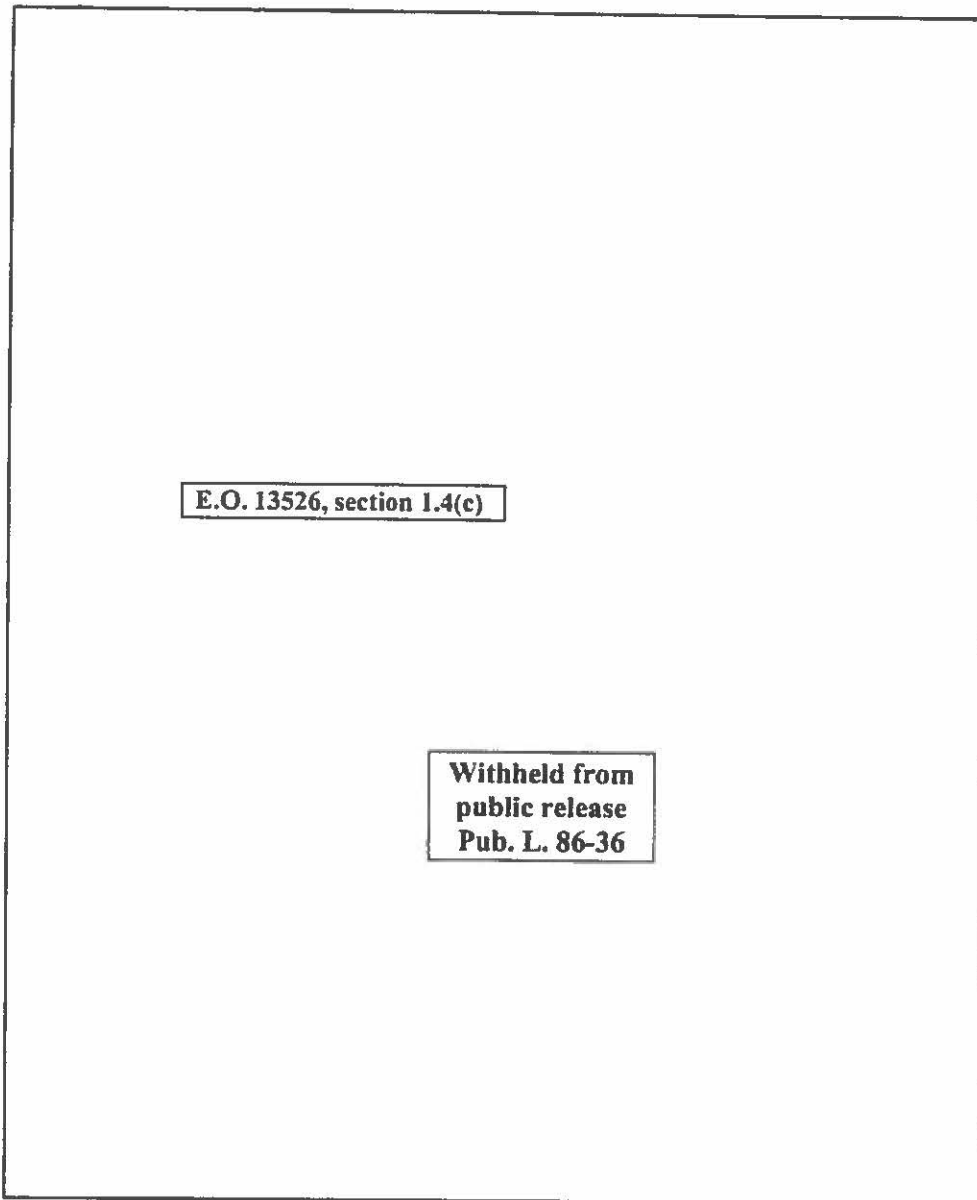 E.O. 13526, section 1.4(c)
Withheld from
public release
Pub. L. 86-36